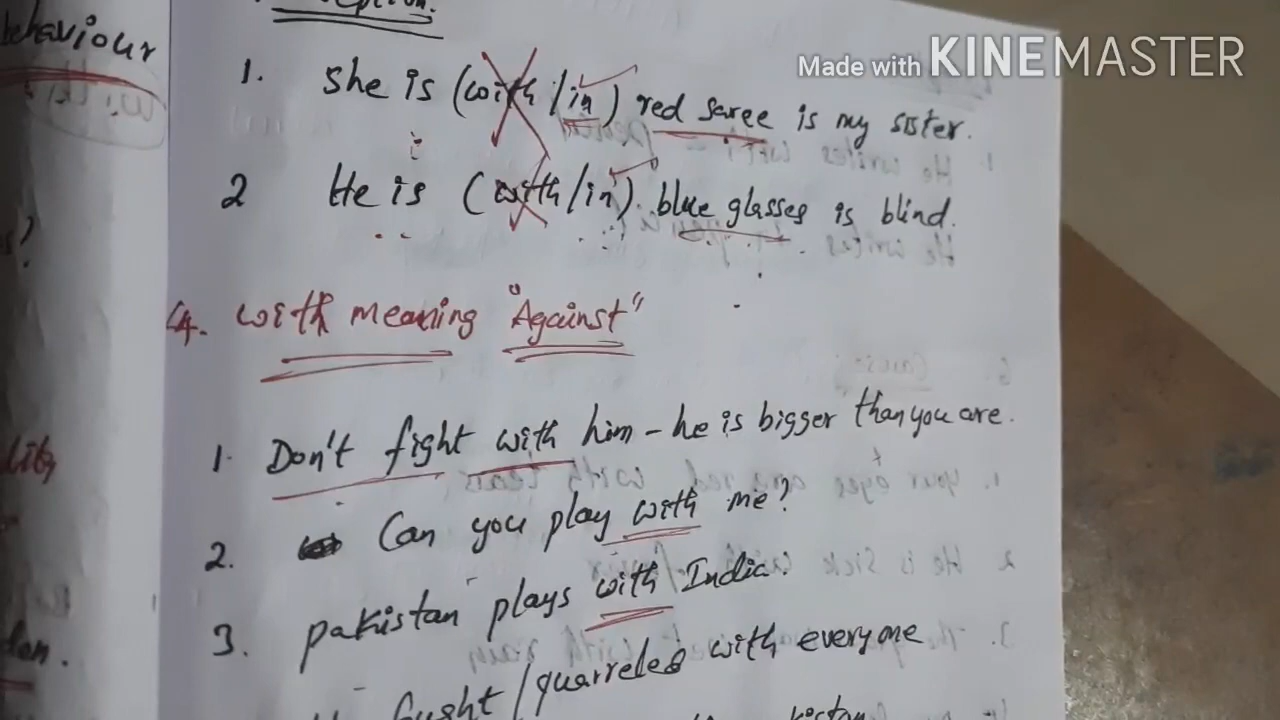 behaviour
Made with KINEMASTER
1. She is (with/in) red saree is my sister.
2 He is (with/in) blue glasses is blind.
4. with meaning "Against"
1. Don't fight with him - he is bigger than you are.
2. Can you play with me?
3. Pakistan plays with India.
fought/quarreled with everyone